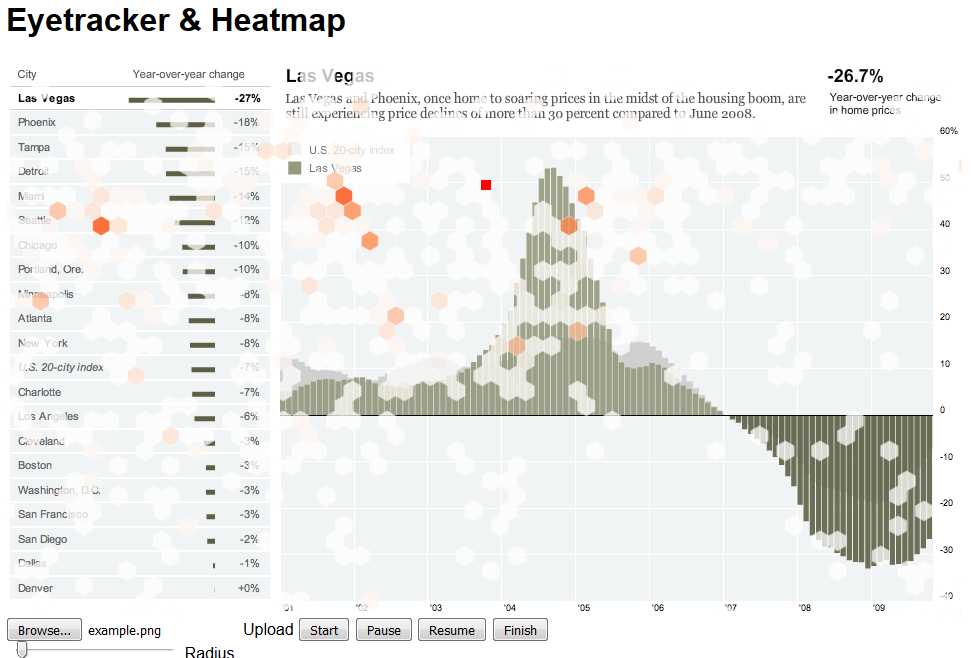 Eyetracker & Heatmap
City Year-over-year change
Las Vegas -27%
Phoenix -18%
Tampa -15%
Detroit -15%
Miami -14%
Seattle -12%
Chicago -10%
Portland, Ore. -10%
Minneapolis -8%
Atlanta -8%
New York -8%
U.S. 20-city index -7%
Charlotte -7%
Los Angeles -6%
Cleveland -3%
Boston -3%
Washington, D.C. -3%
San Francisco -3%
San Diego -2%
Dallas -1%
Denver +0%
Las Vegas
Las Vegas and Phoenix, once home to soaring prices in the midst of the housing boom, are
still experiencing price declines of more than 30 percent compared to June 2008.
-26.7%
Year-over-year change
in home prices
U.S. 20-city index
Las Vegas
60%
50
40
30
20
10
0
-10
-20
-30
-40
'01 '02 '03 '04 '05 '06 '07 '08 '09
Browse... example.png Upload Start Pause Resume Finish
Radius